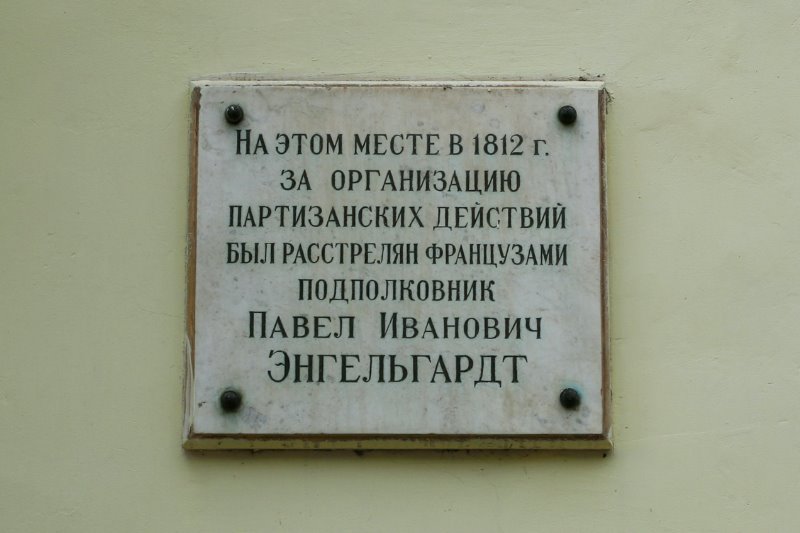 На этом месте в 1812 г.
за организацию
партизанских действий
был расстрелян французами
подполковник
Павел Иванович
Энгельгардт